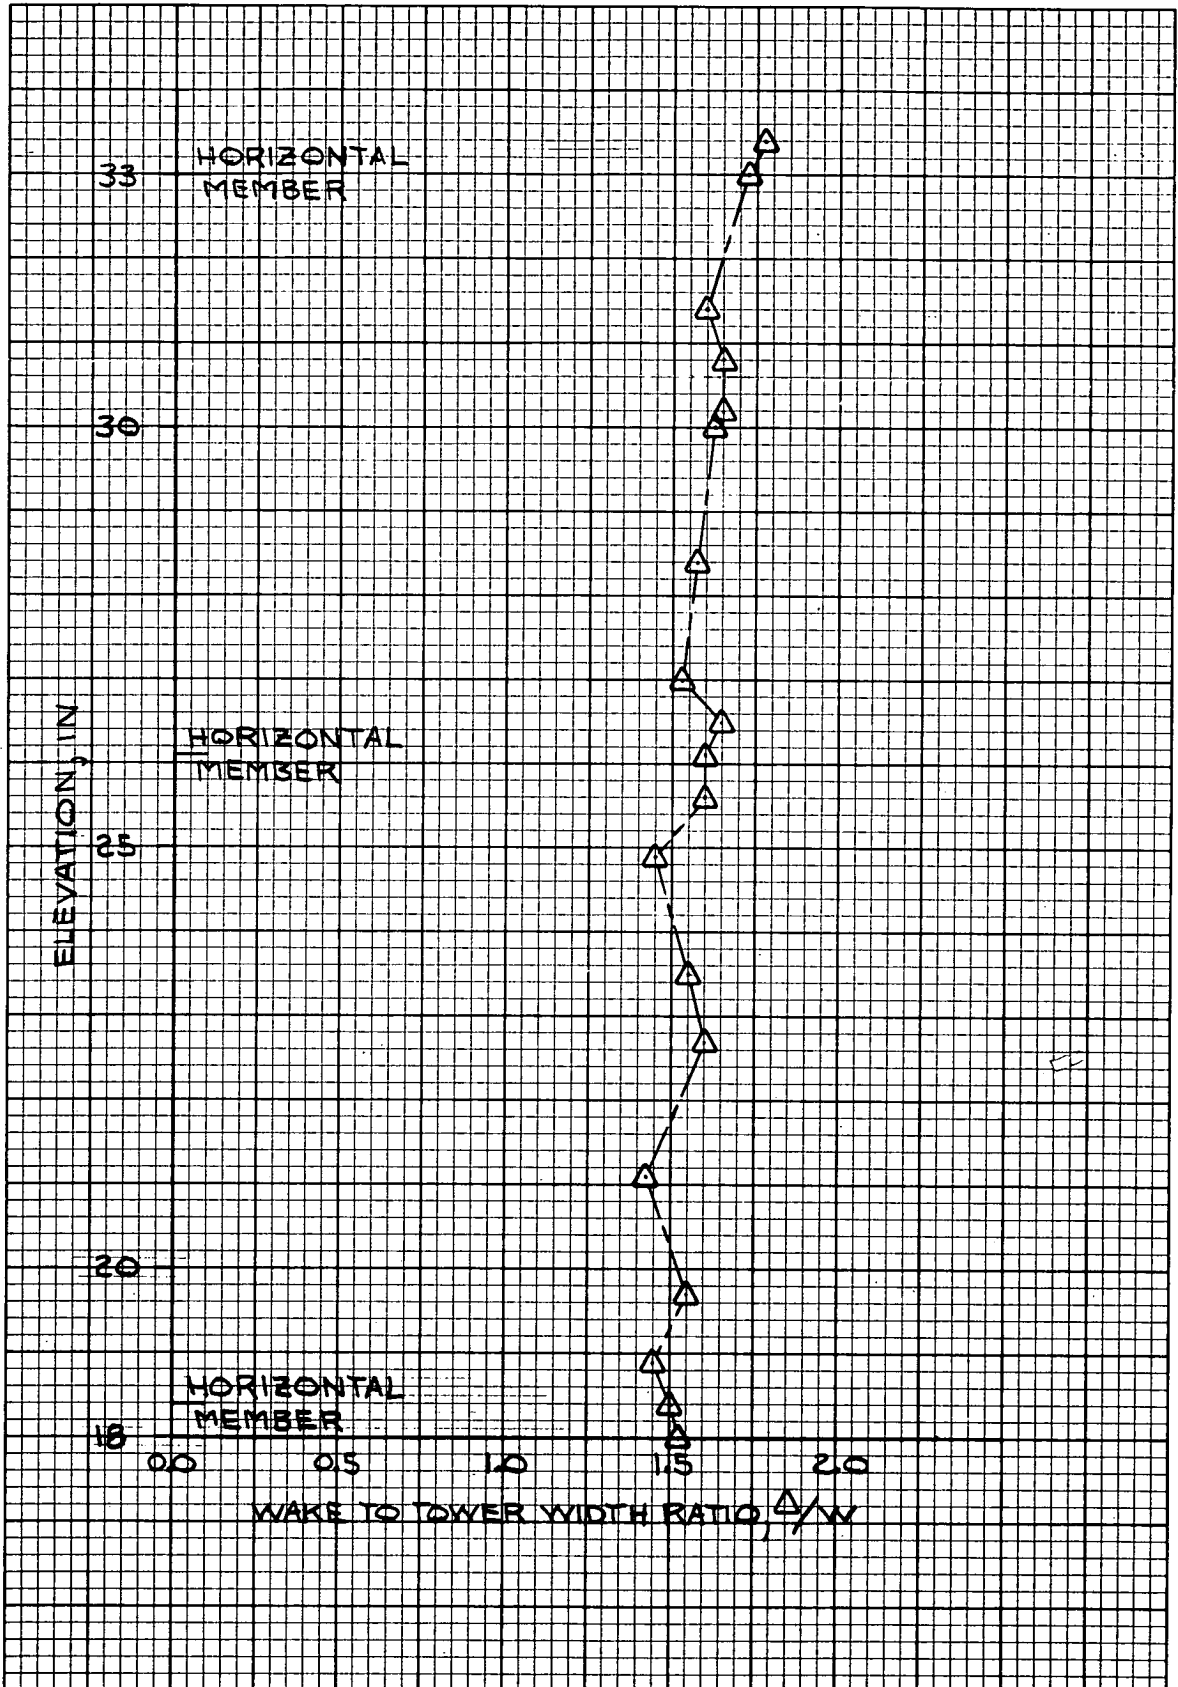 33
HORIZONTAL
MEMBER
30
HORIZONTAL
MEMBER
ELEVATION, IN
25
20
HORIZONTAL
MEMBER
18
0.0 0.5 1.0 1.5 2.0
WAKE TO TOWER WIDTH RATIO, Δ/W